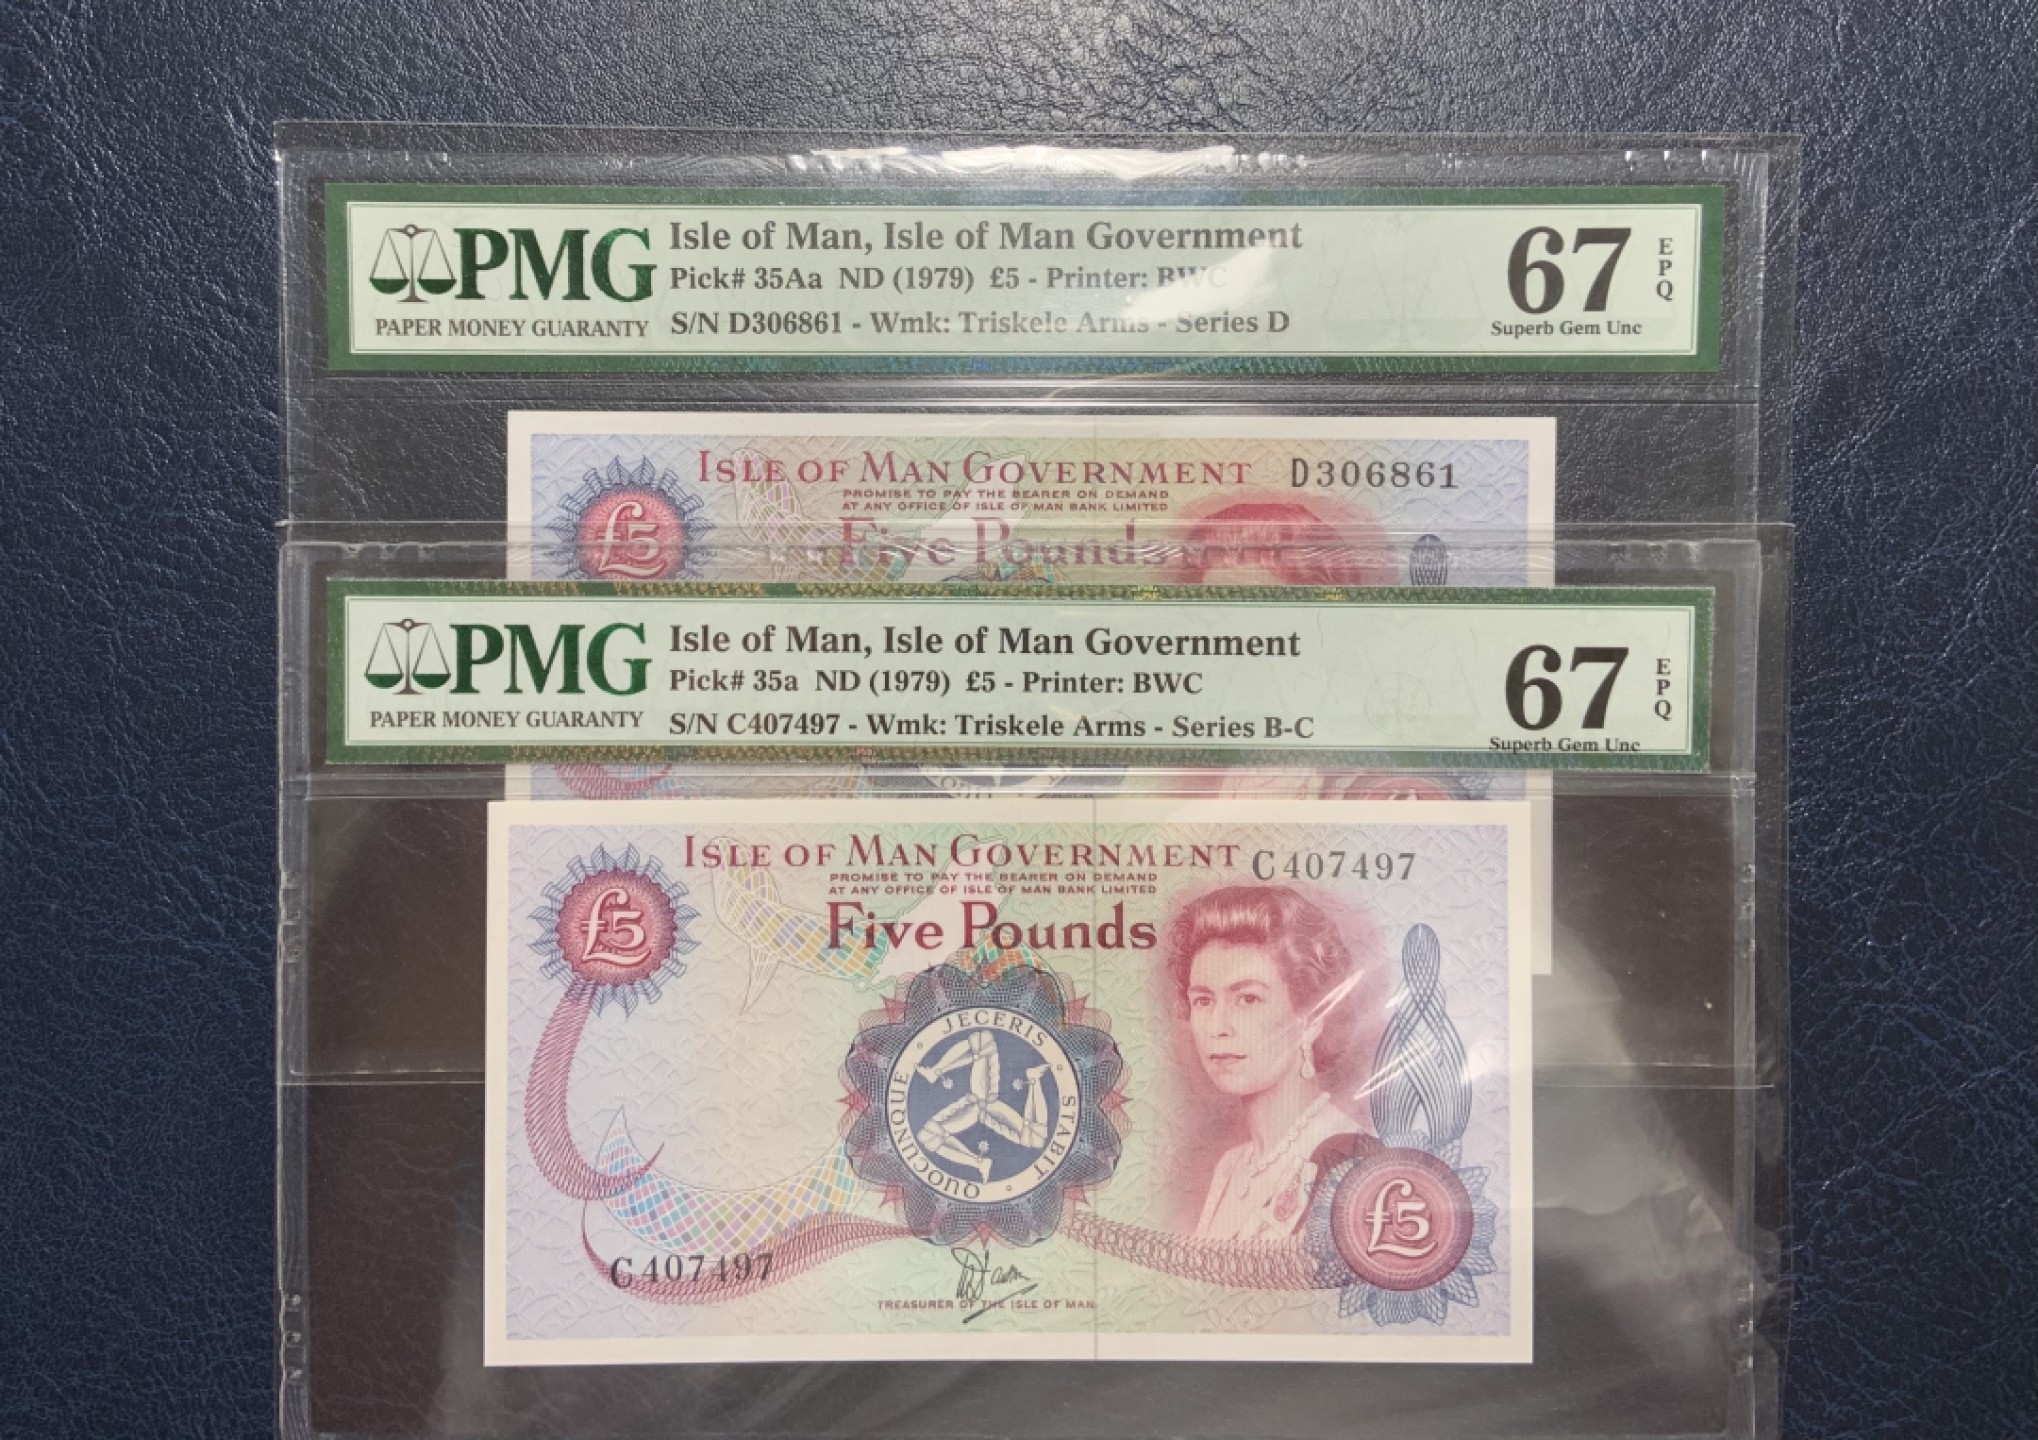 PMG
PAPER MONEY GUARANTY
Isle of Man, Isle of Man Government
Pick# 35Aa ND (1979) £5 - Printer: BWC
S/N D306861 - Wmk: Triskele Arms - Series D
67
EPQ
Superb Gem Unc
ISLE OF MAN GOVERNMENT D306861
PROMISE TO PAY THE BEARER ON DEMAND
AT ANY OFFICE OF ISLE OF MAN BANK LIMITED
£5
Five Pounds
PMG
PAPER MONEY GUARANTY
Isle of Man, Isle of Man Government
Pick# 35a ND (1979) £5 - Printer: BWC
S/N C407497 - Wmk: Triskele Arms - Series B-C
67
EPQ
Superb Gem Unc
ISLE OF MAN GOVERNMENT C407497
PROMISE TO PAY THE BEARER ON DEMAND
AT ANY OFFICE OF ISLE OF MAN BANK LIMITED
£5
Five Pounds
QUOCUNQUE JECERIS STABIT
£5
C407497
TREASURER OF THE ISLE OF MAN